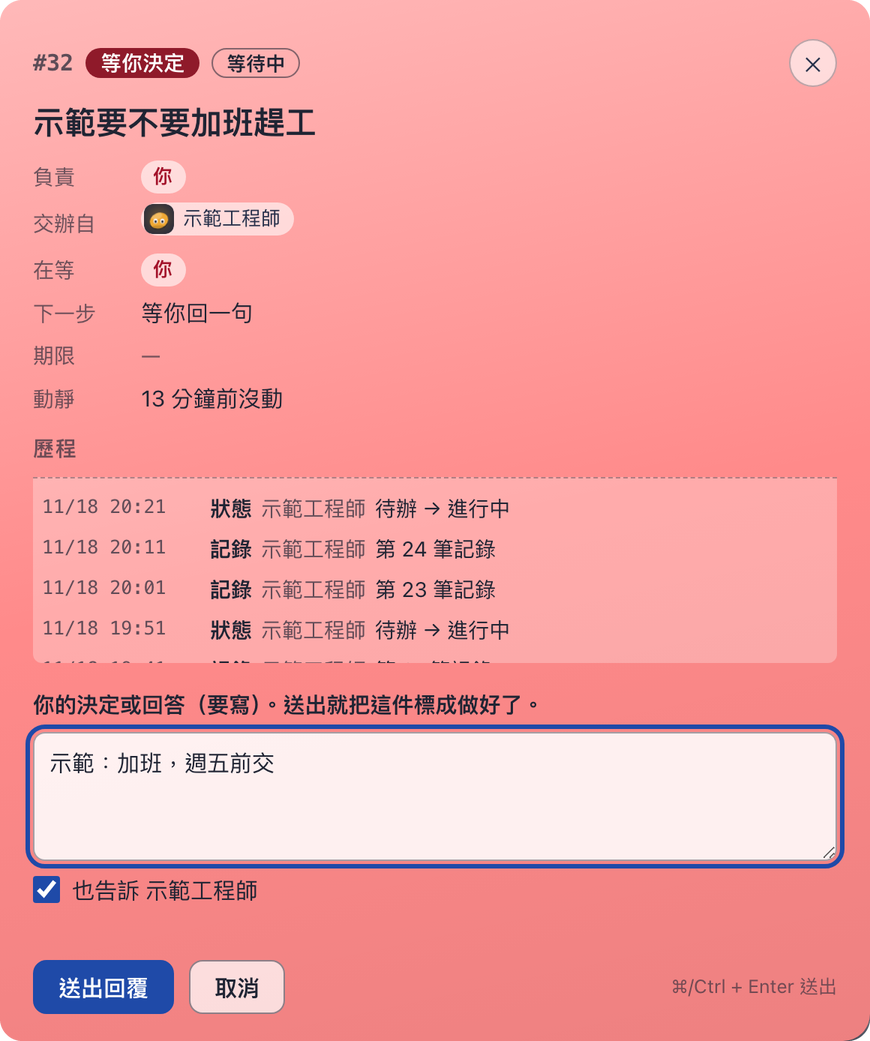 #32 等你決定 等待中
示範要不要加班趕工
負責 你
交辦自 示範工程師
在等 你
下一步 等你回一句
期限 —
動靜 13 分鐘前沒動
歷程
11/18 20:21 狀態 示範工程師 待辦 → 進行中
11/18 20:11 記錄 示範工程師 第 24 筆記錄
11/18 20:01 記錄 示範工程師 第 23 筆記錄
11/18 19:51 狀態 示範工程師 待辦 → 進行中
你的決定或回答（要寫）。送出就把這件標成做好了。
示範：加班，週五前交
也告訴 示範工程師
送出回覆 取消 ⌘/Ctrl + Enter 送出